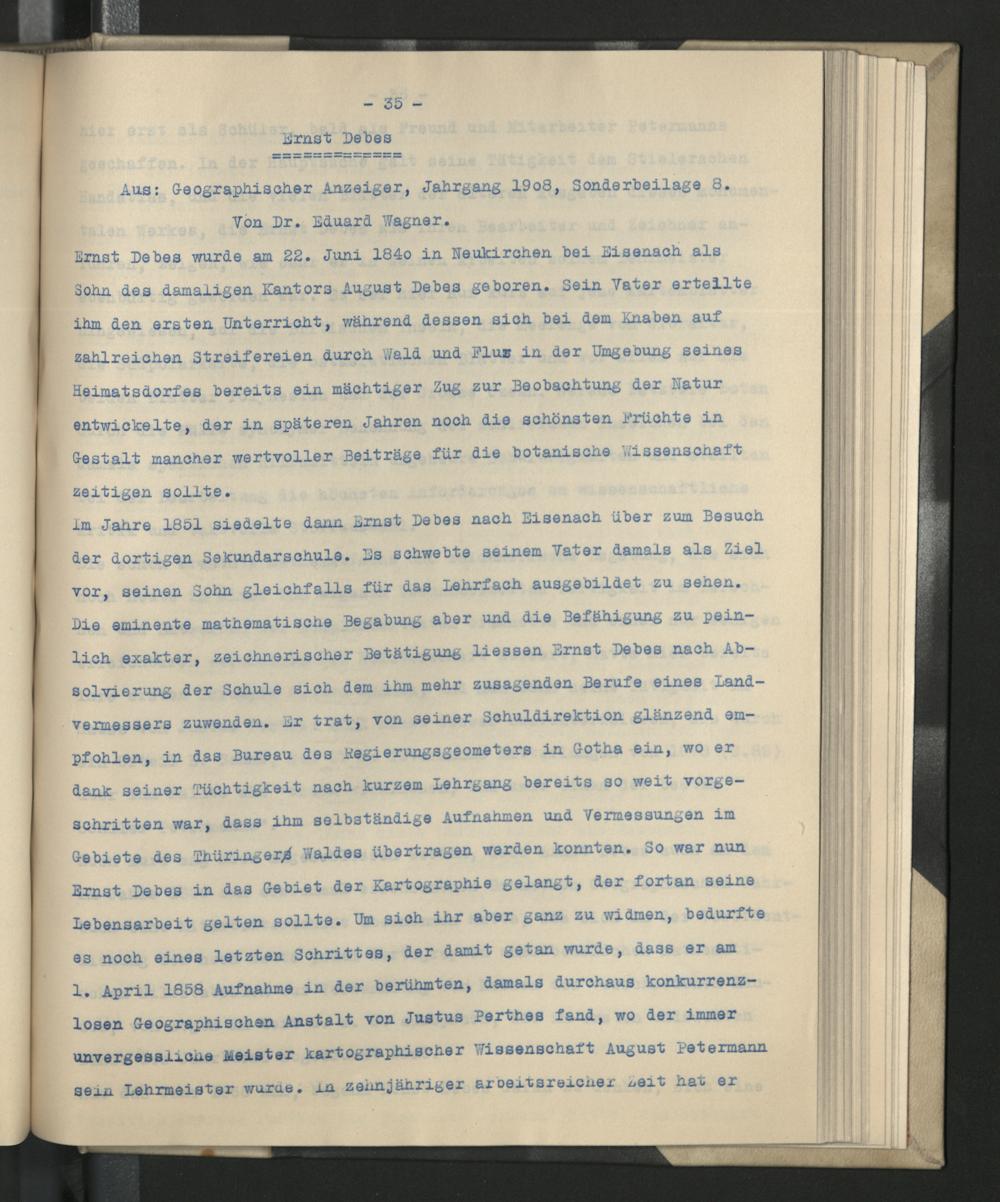 - 35 -
Ernst Debes
=============
Aus: Geographischer Anzeiger, Jahrgang 19o8, Sonderbeilage 8.
Von Dr. Eduard Wagner.
Ernst Debes wurde am 22. Juni 184o in Neukirchen bei Eisenach als
Sohn des damaligen Kantors August Debes geboren. Sein Vater erteilte
ihm den ersten Unterricht, während dessen sich bei dem Knaben auf
zahlreichen Streifereien durch Wald und Flur in der Umgebung seines
Heimatsdorfes bereits ein mächtiger Zug zur Beobachtung der Natur
entwickelte, der in späteren Jahren noch die schönsten Früchte in
Gestalt mancher wertvoller Beiträge für die botanische Wissenschaft
zeitigen sollte.
Im Jahre 1851 siedelte dann Ernst Debes nach Eisenach über zum Besuch
der dortigen Sekundarschule. Es schwebte seinem Vater damals als Ziel
vor, seinen Sohn gleichfalls für das Lehrfach ausgebildet zu sehen.
Die eminente mathematische Begabung aber und die Befähigung zu pein-
lich exakter, zeichnerischer Betätigung liessen Ernst Debes nach Ab-
solvierung der Schule sich dem ihm mehr zusagenden Berufe eines Land-
vermessers zuwenden. Er trat, von seiner Schuldirektion glänzend em-
pfohlen, in das Bureau des Regierungsgeometers in Gotha ein, wo er
dank seiner Tüchtigkeit nach kurzem Lehrgang bereits so weit vorge-
schritten war, dass ihm selbständige Aufnahmen und Vermessungen im
Gebiete des Thüringer Waldes übertragen werden konnten. So war nun
Ernst Debes in das Gebiet der Kartographie gelangt, der fortan seine
Lebensarbeit gelten sollte. Um sich ihr aber ganz zu widmen, bedurfte
es noch eines letzten Schrittes, der damit getan wurde, dass er am
1. April 1858 Aufnahme in der berühmten, damals durchaus konkurrenz-
losen Geographischen Anstalt von Justus Perthes fand, wo der immer
unvergessliche Meister kartographischer Wissenschaft August Petermann
sein Lehrmeister wurde. In zehnjähriger arbeitsreicher Zeit hat er